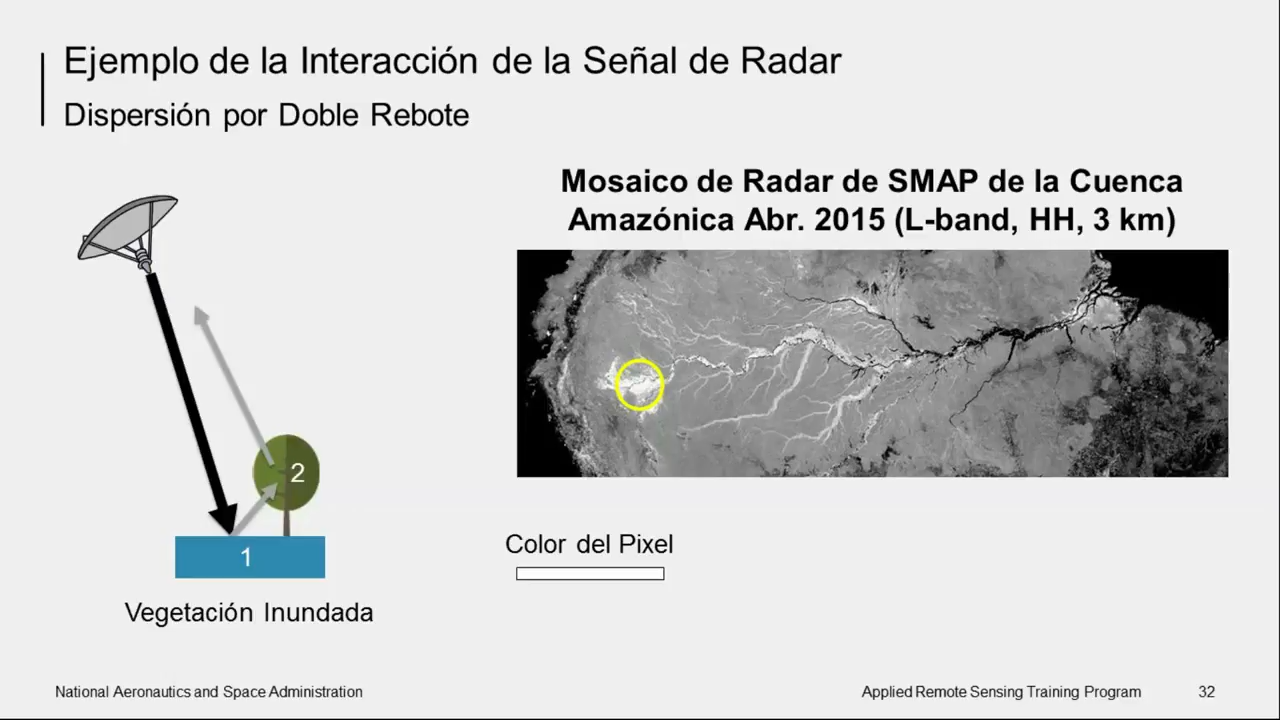 Ejemplo de la Interacción de la Señal de Radar
Dispersión por Doble Rebote
Mosaico de Radar de SMAP de la Cuenca
Amazónica Abr. 2015 (L-band, HH, 3 km)
2
1
Vegetación Inundada
Color del Pixel
National Aeronautics and Space Administration
Applied Remote Sensing Training Program
32